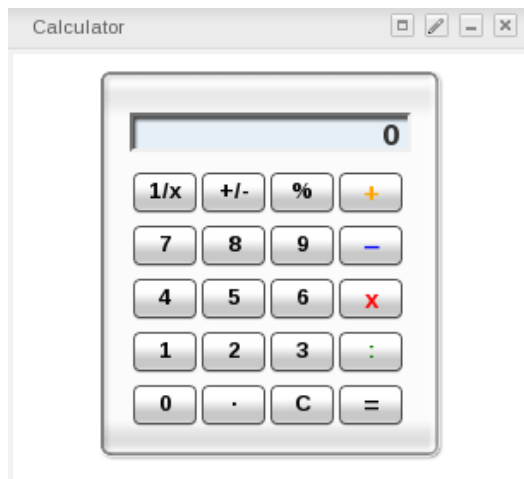 Calculator
0
1/x +/- % +
7 8 9 –
4 5 6 x
1 2 3 :
0 . C =